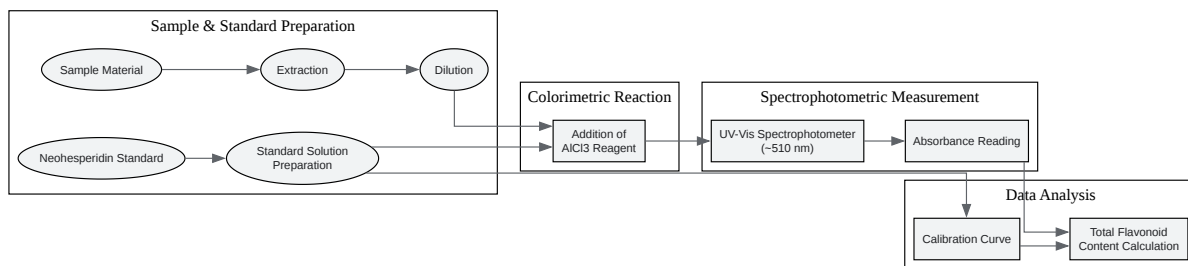 Sample & Standard Preparation
Sample Material
Extraction
Dilution
Neohesperidin Standard
Standard Solution
Preparation
Colorimetric Reaction
Addition of
AlCl3 Reagent
Spectrophotometric Measurement
UV-Vis Spectrophotometer
(~510 nm)
Absorbance Reading
Data Analysis
Calibration Curve
Total Flavonoid
Content Calculation